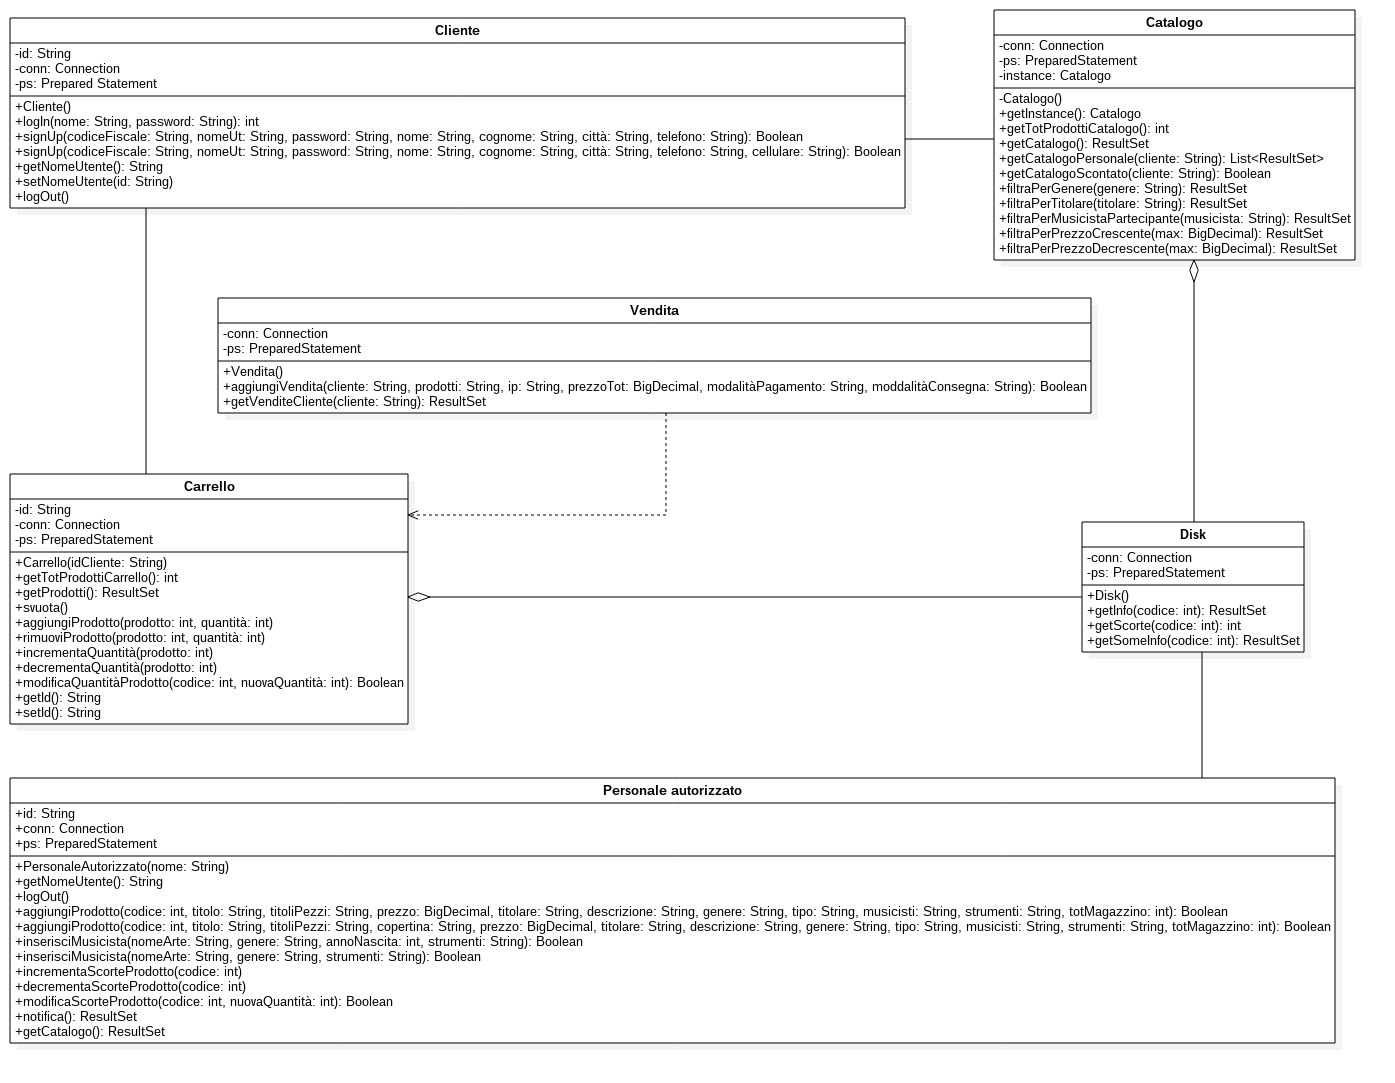 Cliente
-id: String
-conn: Connection
-ps: Prepared Statement
+Cliente()
+logIn(nome: String, password: String): int
+signUp(codiceFiscale: String, nomeUt: String, password: String, nome: String, cognome: String, città: String, telefono: String): Boolean
+signUp(codiceFiscale: String, nomeUt: String, password: String, nome: String, cognome: String, città: String, telefono: String, cellulare: String): Boolean
+getNomeUtente(): String
+setNomeUtente(id: String)
+logOut()
Catalogo
-conn: Connection
-ps: PreparedStatement
-instance: Catalogo
-Catalogo()
+getInstance(): Catalogo
+getTotProdottiCatalogo(): int
+getCatalogo(): ResultSet
+getCatalogoPersonale(cliente: String): List<ResultSet>
+getCatalogoScontato(cliente: String): Boolean
+filtraPerGenere(genere: String): ResultSet
+filtraPerTitolare(titolare: String): ResultSet
+filtraPerMusicistaPartecipante(musicista: String): ResultSet
+filtraPerPrezzoCrescente(max: BigDecimal): ResultSet
+filtraPerPrezzoDecrescente(max: BigDecimal): ResultSet
Vendita
-conn: Connection
-ps: PreparedStatement
+Vendita()
+aggiungiVendita(cliente: String, prodotti: String, ip: String, prezzoTot: BigDecimal, modalitàPagamento: String, moddalitàConsegna: String): Boolean
+getVenditeCliente(cliente: String): ResultSet
Carrello
-id: String
-conn: Connection
-ps: PreparedStatement
+Carrello(idCliente: String)
+getTotProdottiCarrello(): int
+getProdotti(): ResultSet
+svuota()
+aggiungiProdotto(prodotto: int, quantità: int)
+rimuoviProdotto(prodotto: int, quantità: int)
+incrementaQuantità(prodotto: int)
+decrementaQuantità(prodotto: int)
+modificaQuantitàProdotto(codice: int, nuovaQuantità: int): Boolean
+getId(): String
+setId(): String
Disk
-conn: Connection
-ps: PreparedStatement
+Disk()
+getInfo(codice: int): ResultSet
+getScorte(codice: int): int
+getSomeInfo(codice: int): ResultSet
Personale autorizzato
+id: String
+conn: Connection
+ps: PreparedStatement
+PersonaleAutorizzato(nome: String)
+getNomeUtente(): String
+logOut()
+aggiungiProdotto(codice: int, titolo: String, titoliPezzi: String, prezzo: BigDecimal, titolare: String, descrizione: String, genere: String, tipo: String, musicisti: String, strumenti: String, totMagazzino: int): Boolean
+aggiungiProdotto(codice: int, titolo: String, titoliPezzi: String, copertina: String, prezzo: BigDecimal, titolare: String, descrizione: String, genere: String, tipo: String, musicisti: String, strumenti: String, totMagazzino: int): Boolean
+inserisciMusicista(nomeArte: String, genere: String, annoNascita: int, strumenti: String): Boolean
+inserisciMusicista(nomeArte: String, genere: String, strumenti: String): Boolean
+incrementaScorteProdotto(codice: int)
+decrementaScorteProdotto(codice: int)
+modificaScorteProdotto(codice: int, nuovaQuantità: int): Boolean
+notifica(): ResultSet
+getCatalogo(): ResultSet